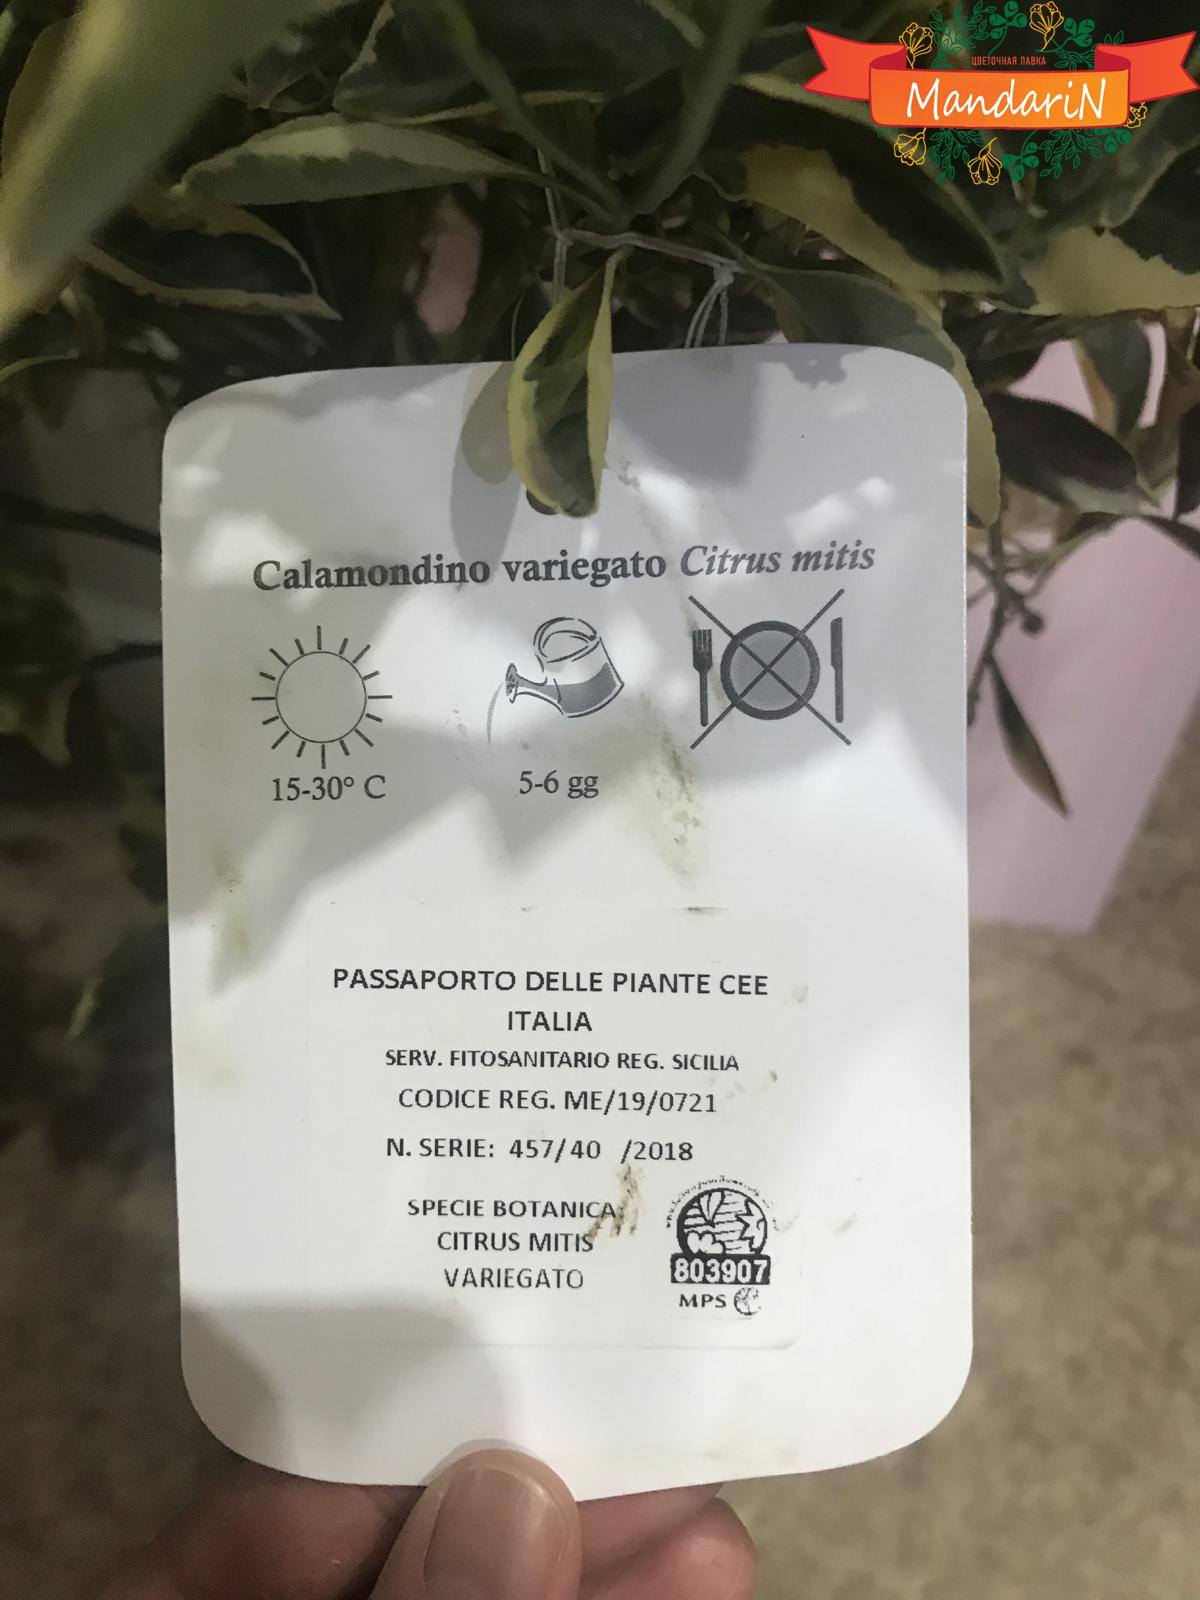 ЦВЕТОЧНАЯ ЛАВКА
MandariN
Calamondino variegato Citrus mitis
15-30° C
5-6 gg
PASSAPORTO DELLE PIANTE CEE
ITALIA
SERV. FITOSANITARIO REG. SICILIA
CODICE REG. ME/19/0721
N. SERIE: 457/40 /2018
SPECIE BOTANICA:
CITRUS MITIS
VARIEGATO
803907
MPS